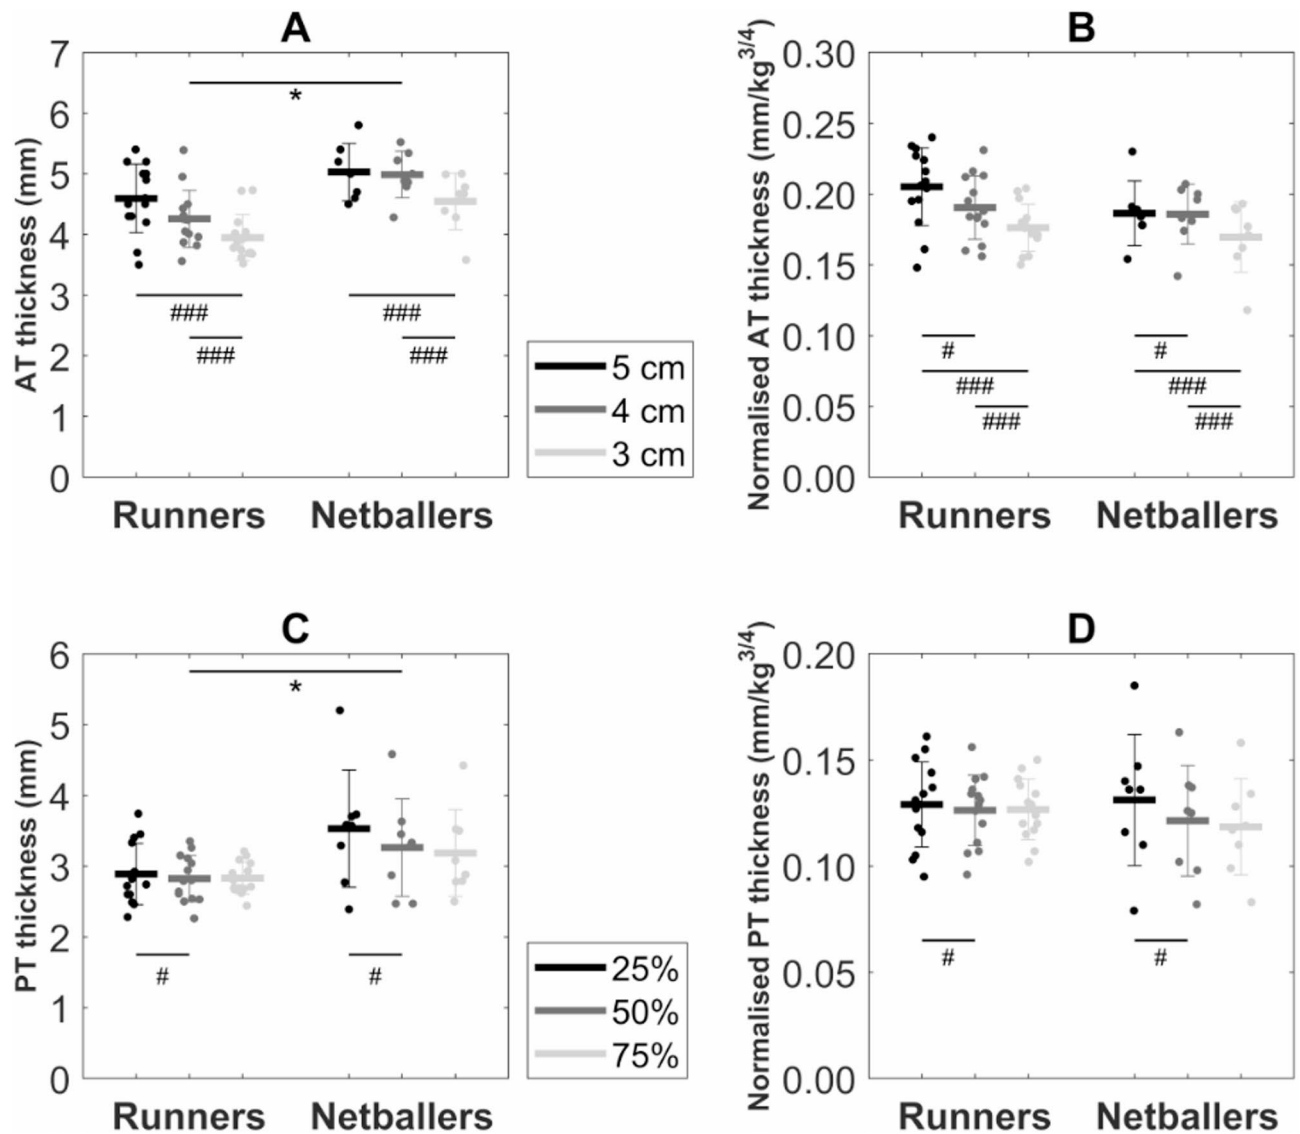 A
AT thickness (mm)
7
6
5
4
3
2
1
0
*
###
###
###
###
Runners
Netballers
5 cm
4 cm
3 cm
B
Normalised AT thickness (mm/kg^3/4)
0.30
0.25
0.20
0.15
0.10
0.05
0.00
#
#
###
###
###
###
Runners
Netballers
C
PT thickness (mm)
6
5
4
3
2
1
0
*
#
#
Runners
Netballers
25%
50%
75%
D
Normalised PT thickness (mm/kg^3/4)
0.20
0.15
0.10
0.05
0.00
#
#
Runners
Netballers